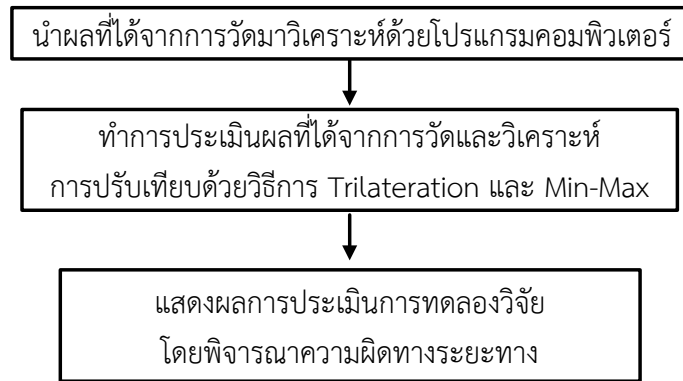 นำผลที่ได้จากการวัดมาวิเคราะห์ด้วยโปรแกรมคอมพิวเตอร์
ทำการประเมินผลที่ได้จากการวัดและวิเคราะห์
การปรับเทียบด้วยวิธีการ Trilateration และ Min-Max
แสดงผลการประเมินการทดลองวิจัย
โดยพิจารณาความผิดทางระยะทาง